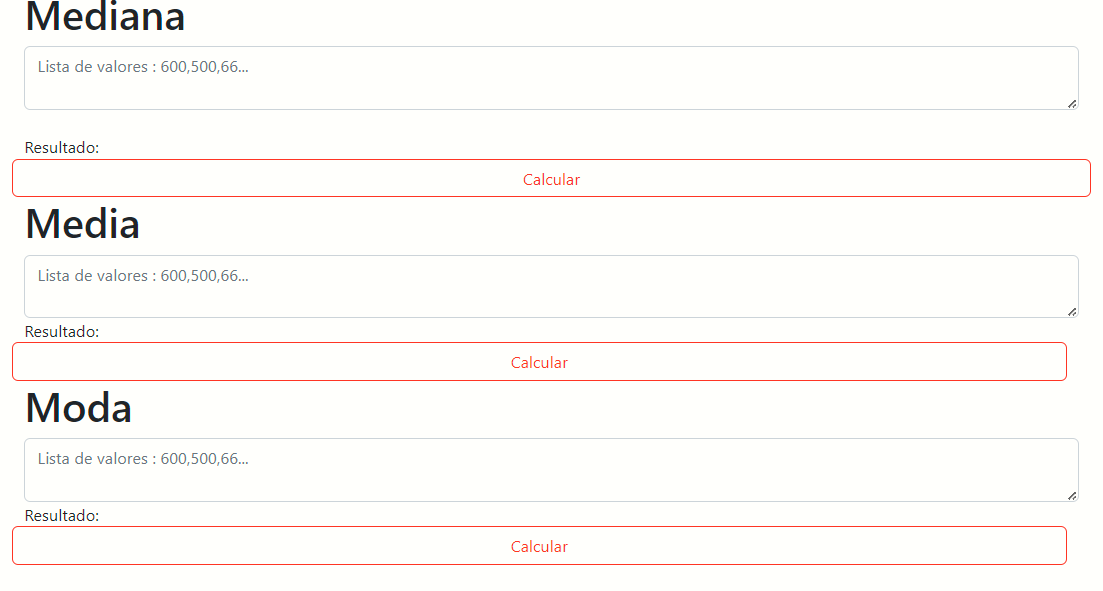 Mediana
Lista de valores : 600,500,66...
Resultado:
Calcular
Media
Lista de valores : 600,500,66...
Resultado:
Calcular
Moda
Lista de valores : 600,500,66...
Resultado:
Calcular